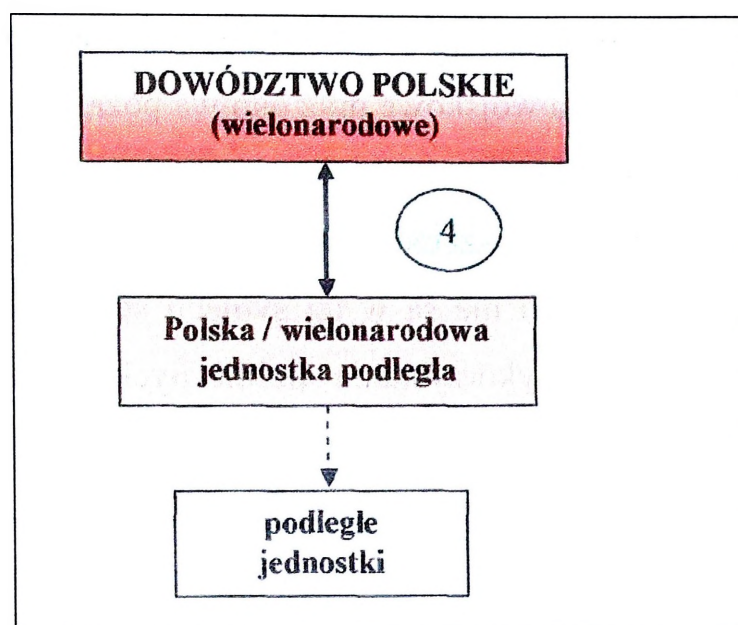 DOWÓDZTWO POLSKIE
(wielonarodowe)
4
Polska / wielonarodowa
jednostka podległa
podległe
jednostki